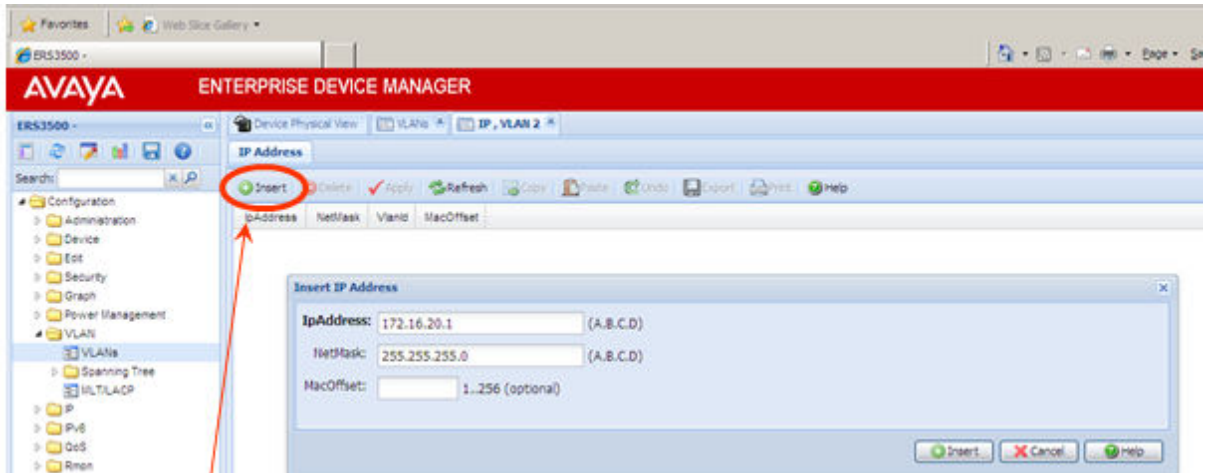 Favorites Web Slice Gallery
ERS3500 -
Page
AVAYA ENTERPRISE DEVICE MANAGER
ERS3500 -
Device Physical View VLANs IP , VLAN 2
IP Address
Search:
Insert Delete Apply Refresh Copy Paste Undo Export Print Help
IpAddress NetMask VlanId MacOffset
Configuration
Administration
Device
Edit
Security
Graph
Power Management
VLAN
VLANs
Spanning Tree
MLT/LACP
IP
IPv6
QoS
Rmon
Insert IP Address
IpAddress: 172.16.20.1 (A.B.C.D)
NetMask: 255.255.255.0 (A.B.C.D)
MacOffset: 1..256 (optional)
Insert Cancel Help